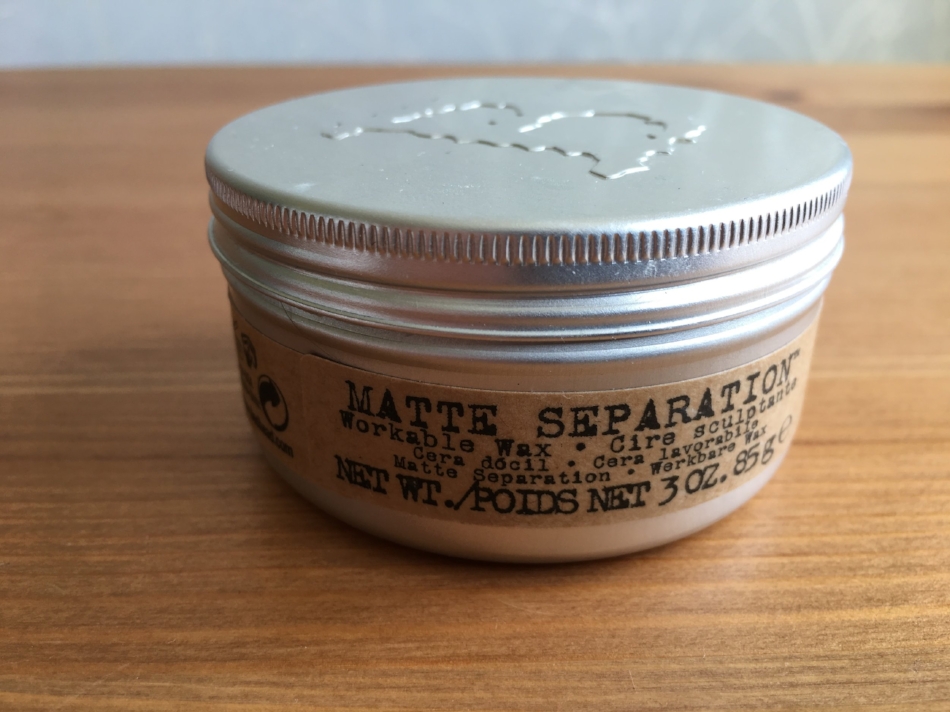 MATTE SEPARATION™
Workable Wax • Cire sculptante
Cera dócil • Cera lavorabile
Matte Separation • Werkbare Wax
NET WT./POIDS NET 3 OZ. 85g e